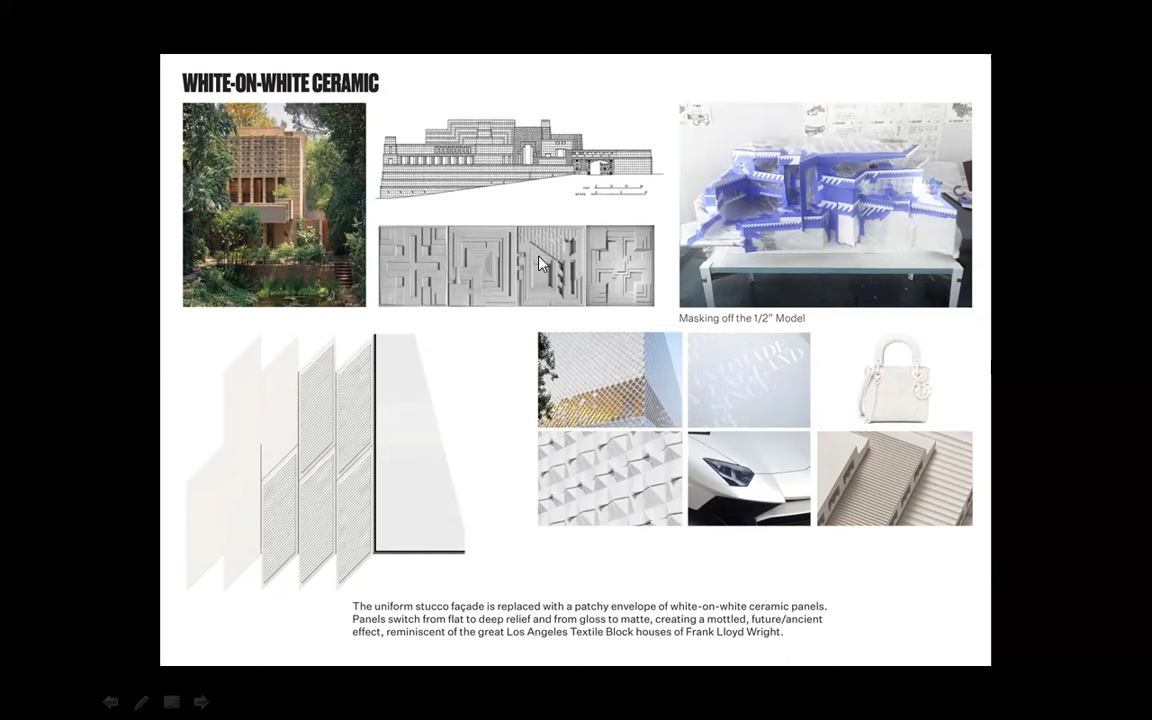 WHITE-ON-WHITE CERAMIC
Masking off the 1/2" Model
The uniform stucco façade is replaced with a patchy envelope of white-on-white ceramic panels.
Panels switch from flat to deep relief and from gloss to matte, creating a mottled, future/ancient
effect, reminiscent of the great Los Angeles Textile Block houses of Frank Lloyd Wright.